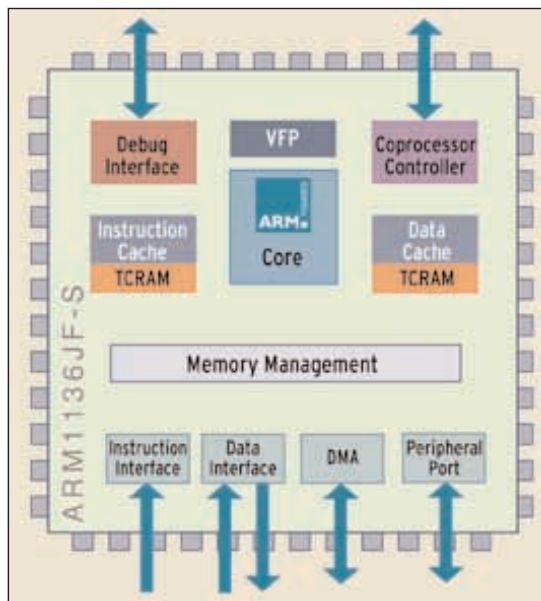 Debug
Interface
VFP
Coprocessor
Controller
ARM
Core
Instruction
Cache
TCRAM
Data
Cache
TCRAM
ARM1136JF-S
Memory Management
Instruction
Interface
Data
Interface
DMA
Peripheral
Port